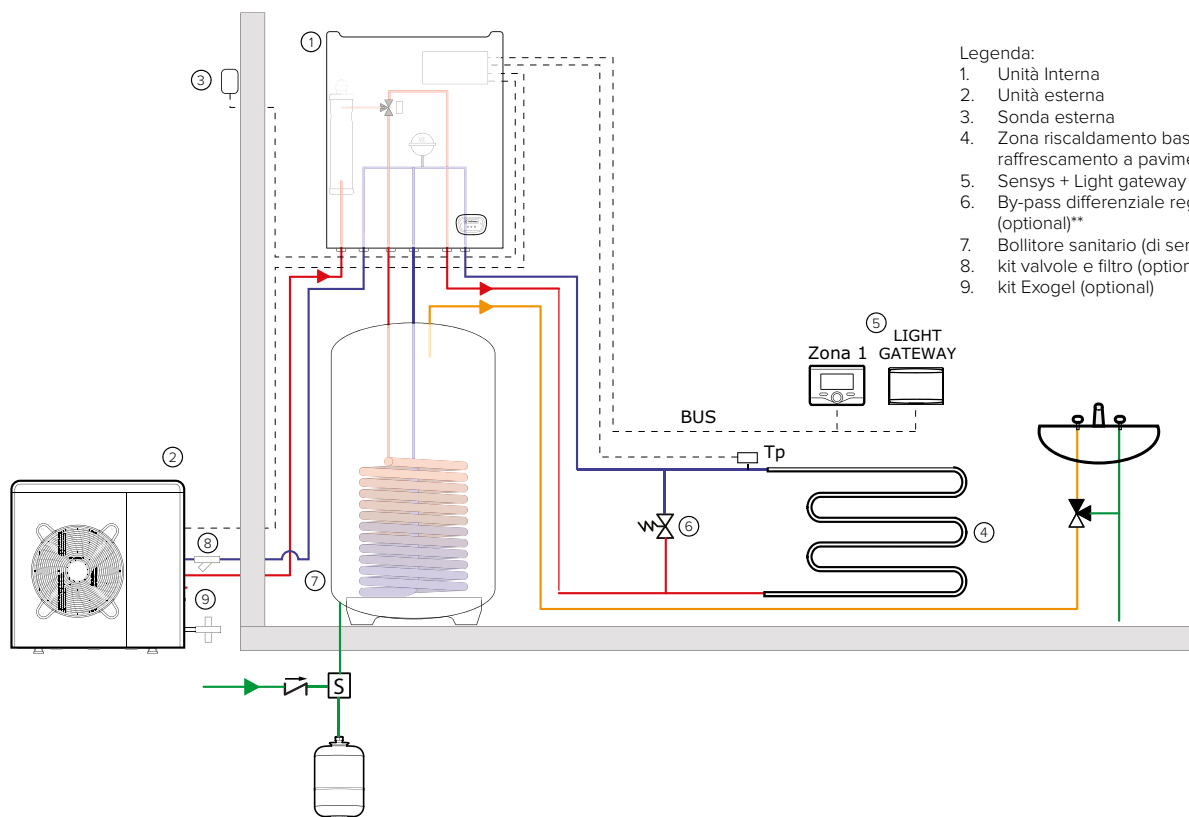 Legenda:
1. Unità Interna
2. Unità esterna
3. Sonda esterna
4. Zona riscaldamento bas
raffrescamento a pavime
5. Sensys + Light gateway
6. By-pass differenziale reg
(optional)**
7. Bollitore sanitario (di ser
8. kit valvole e filtro (option
9. kit Exogel (optional)
1
3
5
LIGHT
Zona 1 GATEWAY
BUS
Tp
2
6
4
8
7
9
S